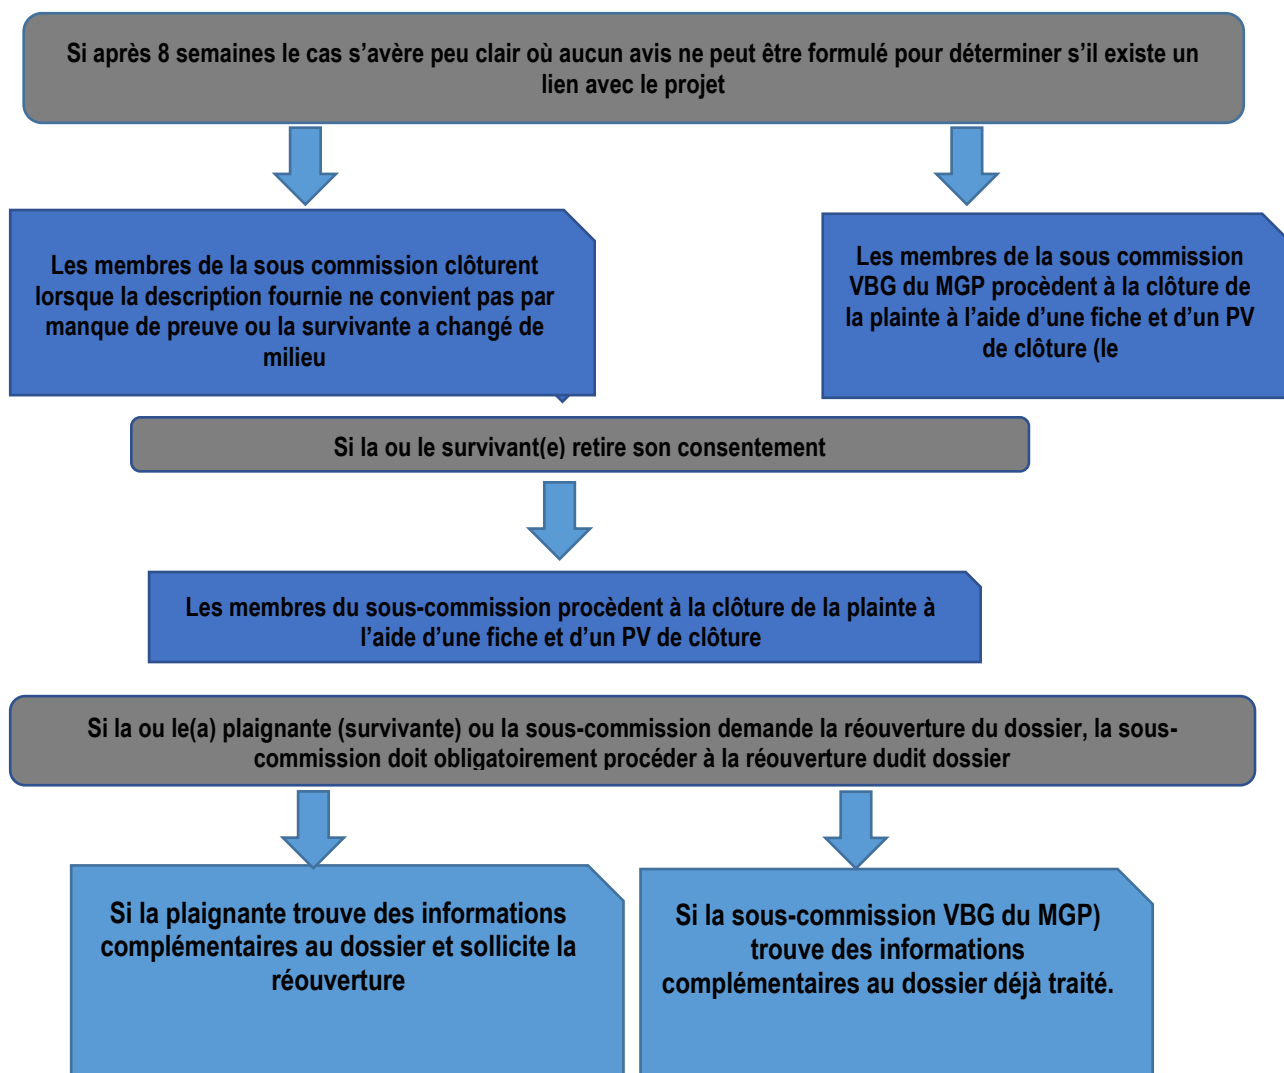 Si après 8 semaines le cas s’avère peu clair où aucun avis ne peut être formulé pour déterminer s’il existe un
lien avec le projet
Les membres de la sous commission clôturent
lorsque la description fournie ne convient pas par
manque de preuve ou la survivante a changé de
milieu
Les membres de la sous commission
VBG du MGP procèdent à la clôture de
la plainte à l’aide d’une fiche et d’un PV
de clôture (le
Si la ou le survivant(e) retire son consentement
Les membres du sous-commission procèdent à la clôture de la plainte à
l’aide d’une fiche et d’un PV de clôture
Si la ou le(a) plaignante (survivante) ou la sous-commission demande la réouverture du dossier, la sous-
commission doit obligatoirement procéder à la réouverture dudit dossier
Si la plaignante trouve des informations
complémentaires au dossier et sollicite la
réouverture
Si la sous-commission VBG du MGP)
trouve des informations
complémentaires au dossier déjà traité.